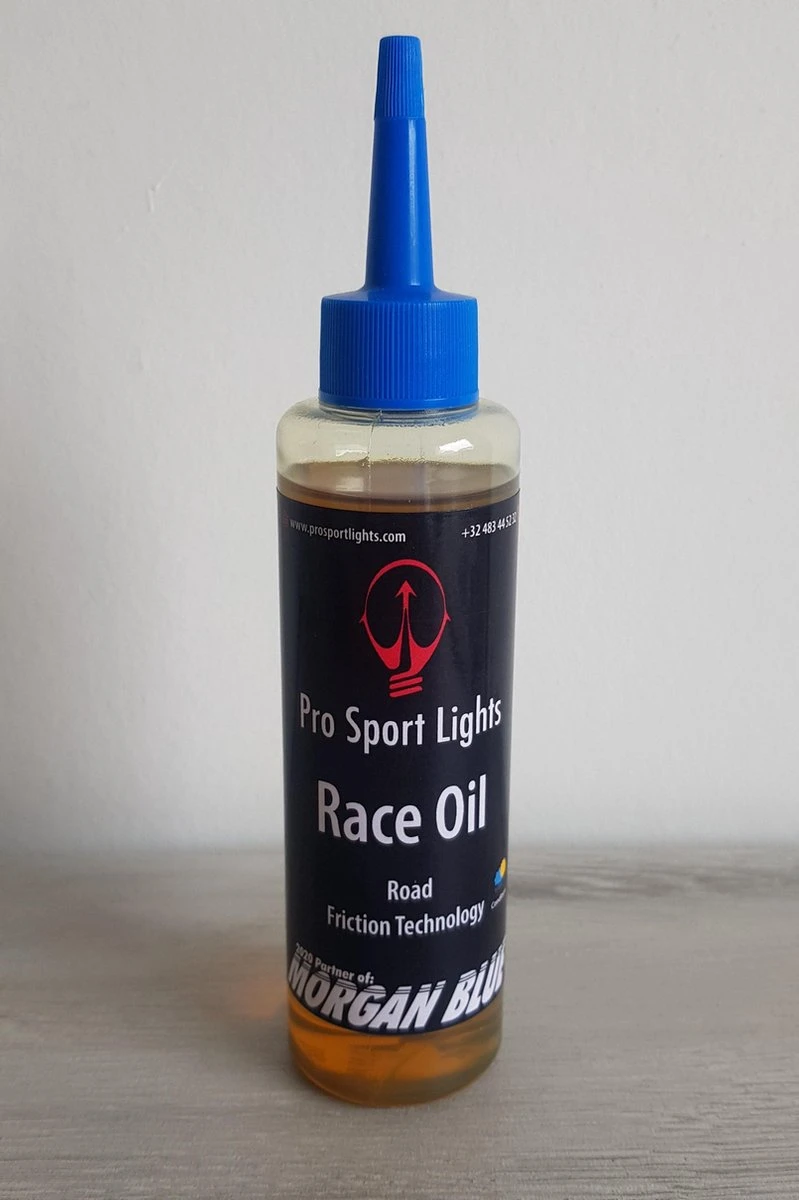 www.prosportlights.com +32 483 44 52 32
Pro Sport Lights
Race Oil
Road
Friction Technology
2020 Partner of:
MORGAN BLUE